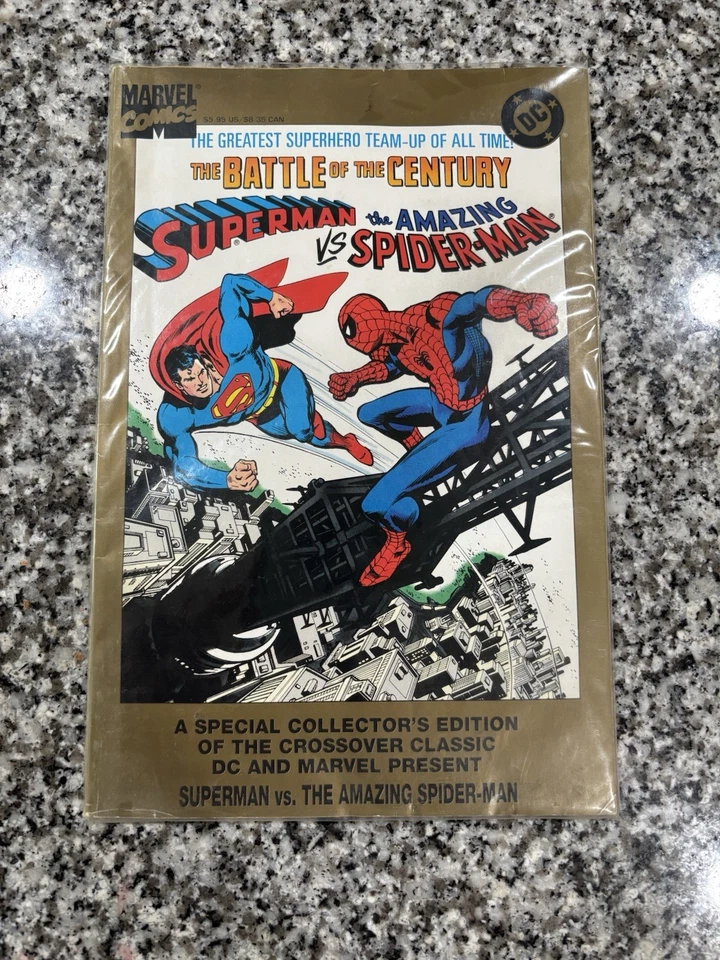 MARVEL®
COMICS
M
$5.95 US/$8.35 CAN
DC
THE GREATEST SUPERHERO TEAM-UP OF ALL TIME!
THE BATTLE OF THE CENTURY
SUPERMAN® VS the AMAZING SPIDER-MAN®
S
A SPECIAL COLLECTOR'S EDITION
OF THE CROSSOVER CLASSIC
DC AND MARVEL PRESENT
SUPERMAN vs. THE AMAZING SPIDER-MAN